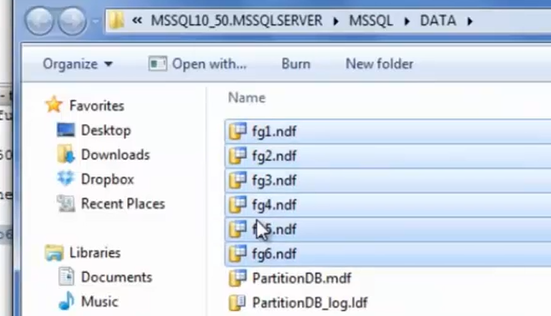 « MSSQL10_50.MSSQLSERVER ▸ MSSQL ▸ DATA ▸
Organize ▾ Open with... Burn New folder
Favorites
Desktop
Downloads
Dropbox
Recent Places
Libraries
Documents
Music
Name
fg1.ndf
fg2.ndf
fg3.ndf
fg4.ndf
.ndf
fg6.ndf
PartitionDB.mdf
PartitionDB_log.ldf